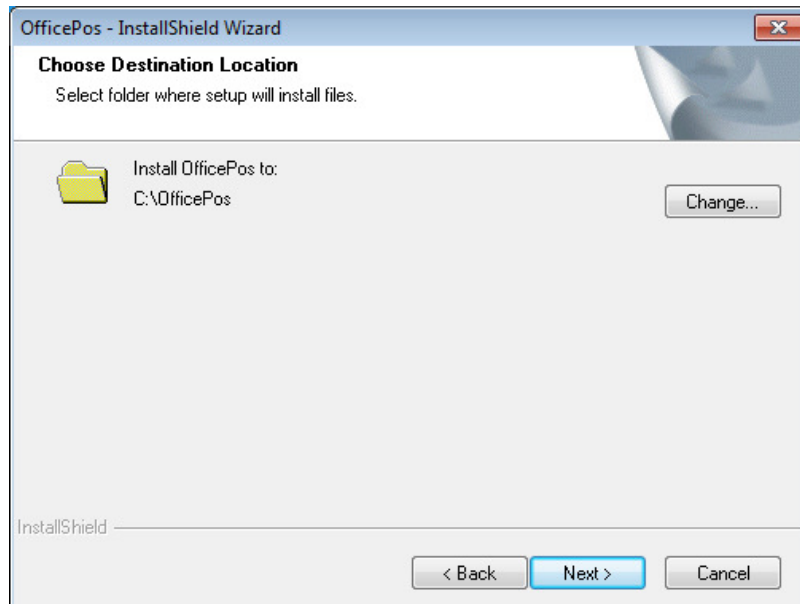 OfficePos - InstallShield Wizard
Choose Destination Location
Select folder where setup will install files.
Install OfficePos to:
C:\OfficePos
Change...
InstallShield
< Back
Next >
Cancel